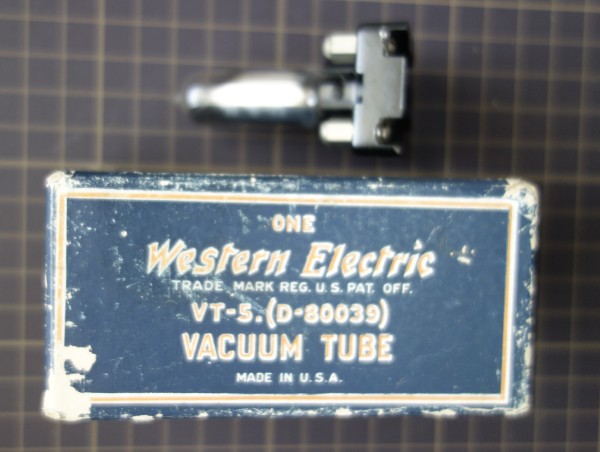 ONE
Western Electric
TRADE MARK REG. U.S. PAT. OFF.
VT-5.(D-80039)
VACUUM TUBE
MADE IN U.S.A.